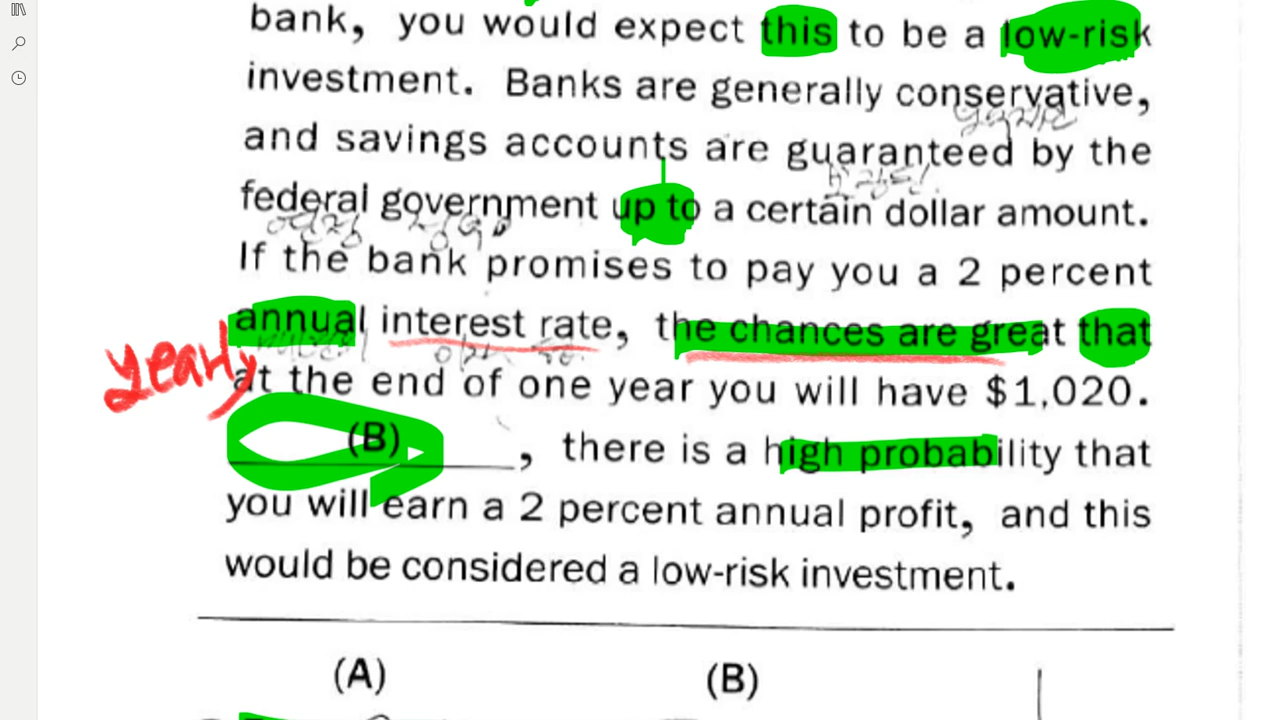 bank, you would expect this to be a low-risk
investment. Banks are generally conservative,
and savings accounts are guaranteed by the
federal government up to a certain dollar amount.
If the bank promises to pay you a 2 percent
annual interest rate, the chances are great that
yearly
at the end of one year you will have $1,020.
(B) , there is a high probability that
you will earn a 2 percent annual profit, and this
would be considered a low-risk investment.
(A) (B)